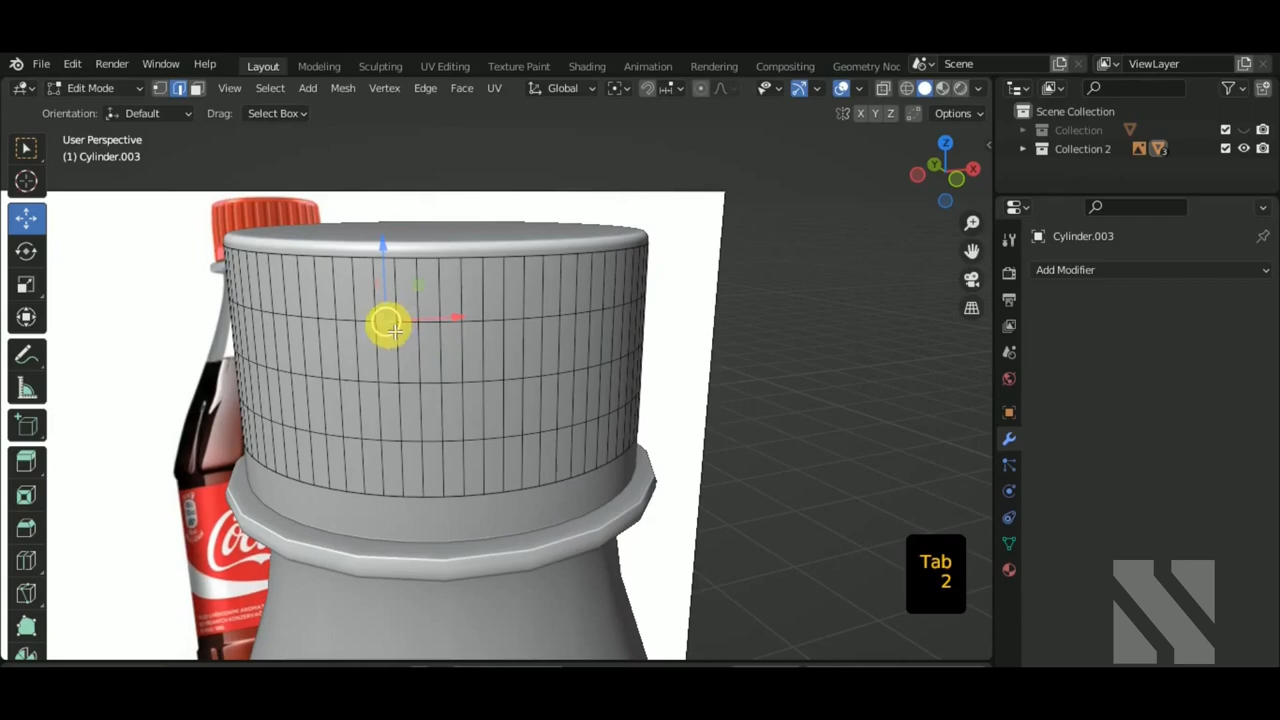 File Edit Render Window Help Layout Modeling Sculpting UV Editing Texture Paint Shading Animation Rendering Compositing Geometry Noc Scene ViewLayer
Edit Mode View Select Add Mesh Vertex Edge Face UV Global
Orientation: Default Drag: Select Box X Y Z Options
User Perspective
(1) Cylinder.003
Z
Y
X
Scene Collection
Collection
Collection 2
3
Cylinder.003
Add Modifier
Tab
2
Coca